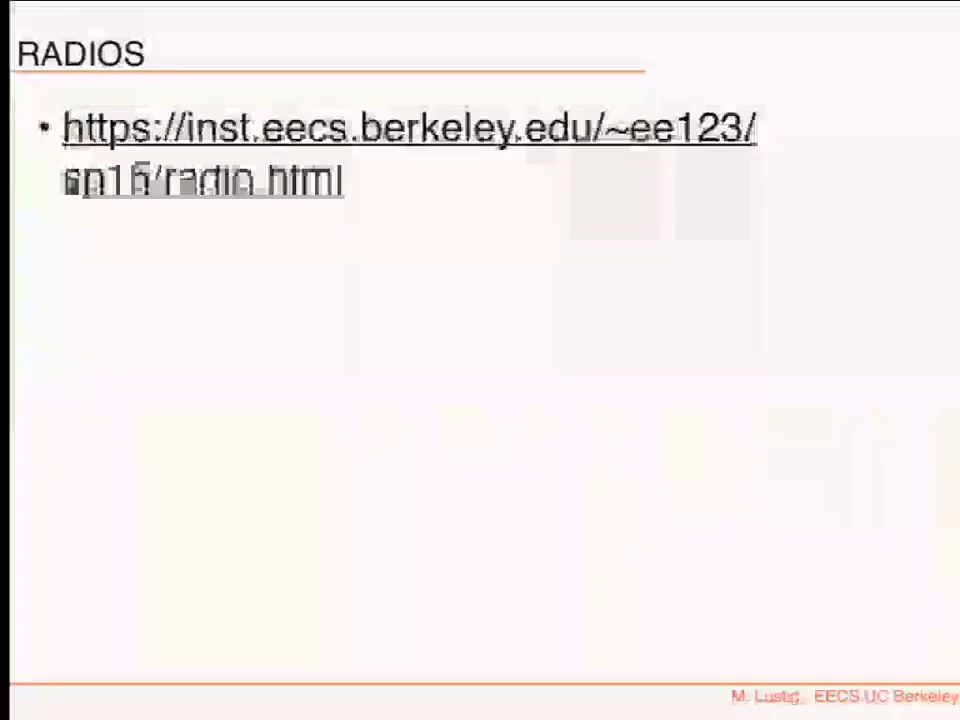 RADIOS
• https://inst.eecs.berkeley.edu/~ee123/
sp15/radio.html
M. Lustig, EECS UC Berkeley